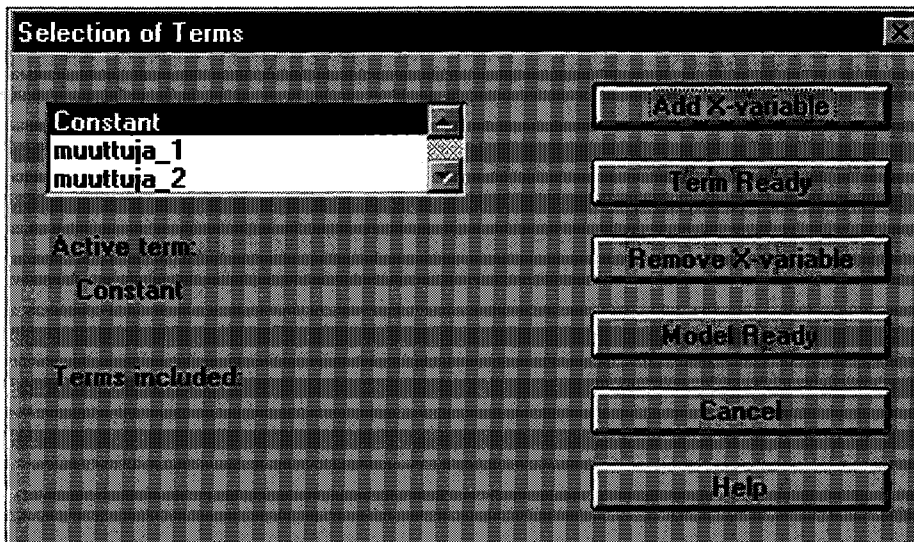 Selection of Terms
Constant
muuttuja_1
muuttuja_2
Active term:
Constant
Terms included:
Add X-variable
Term Ready
Remove X-variable
Model Ready
Cancel
Help